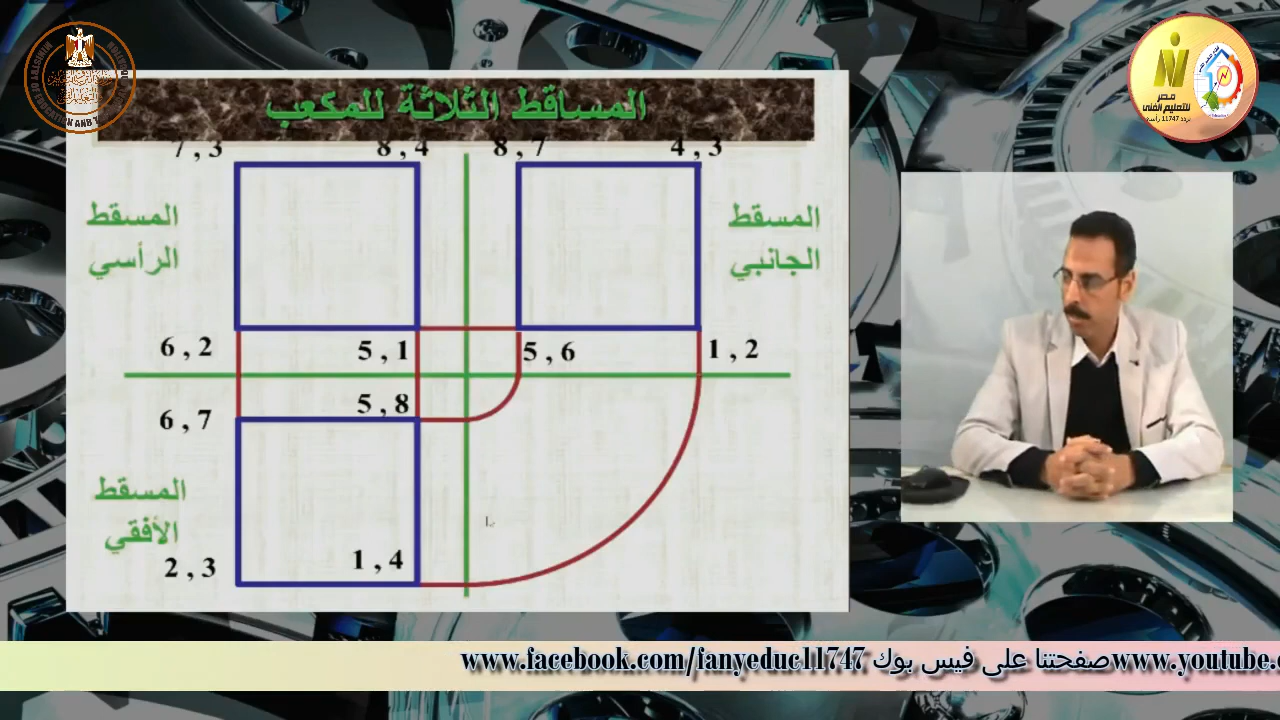 المساقط الثلاثة للمكعب
7 , 3
8 , 4
8 , 7
4 , 3
المسقط
الرأسي
المسقط
الجانبي
6 , 2
5 , 1
5 , 6
1 , 2
5 , 8
6 , 7
المسقط
الأفقي
1 , 4
2 , 3
مصر
للتعليم الفنى
www.facebook.com/fanyeduc11747 صفحتنا على فيس بوك www.youtube.c